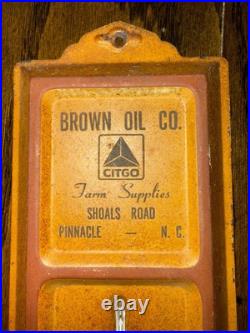 BROWN OIL CO.
CITGO
Farm Supplies
SHOALS ROAD
PINNACLE — N. C.